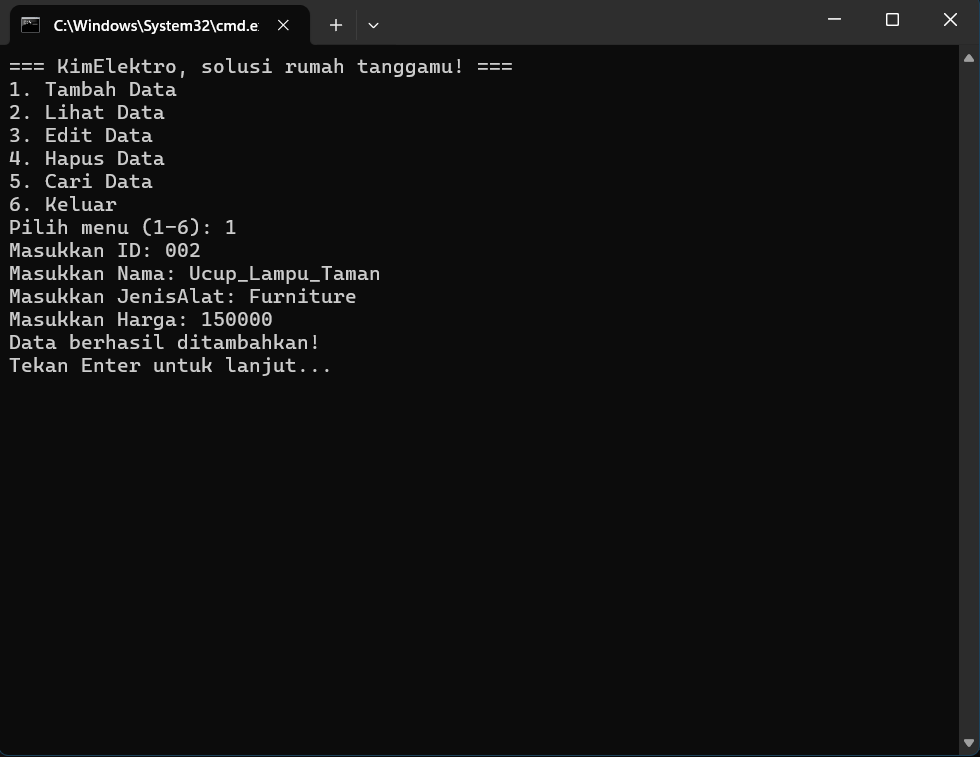 C:\Windows\System32\cmd.e
=== KimElektro, solusi rumah tanggamu! ===
1. Tambah Data
2. Lihat Data
3. Edit Data
4. Hapus Data
5. Cari Data
6. Keluar
Pilih menu (1-6): 1
Masukkan ID: 002
Masukkan Nama: Ucup_Lampu_Taman
Masukkan JenisAlat: Furniture
Masukkan Harga: 150000
Data berhasil ditambahkan!
Tekan Enter untuk lanjut...